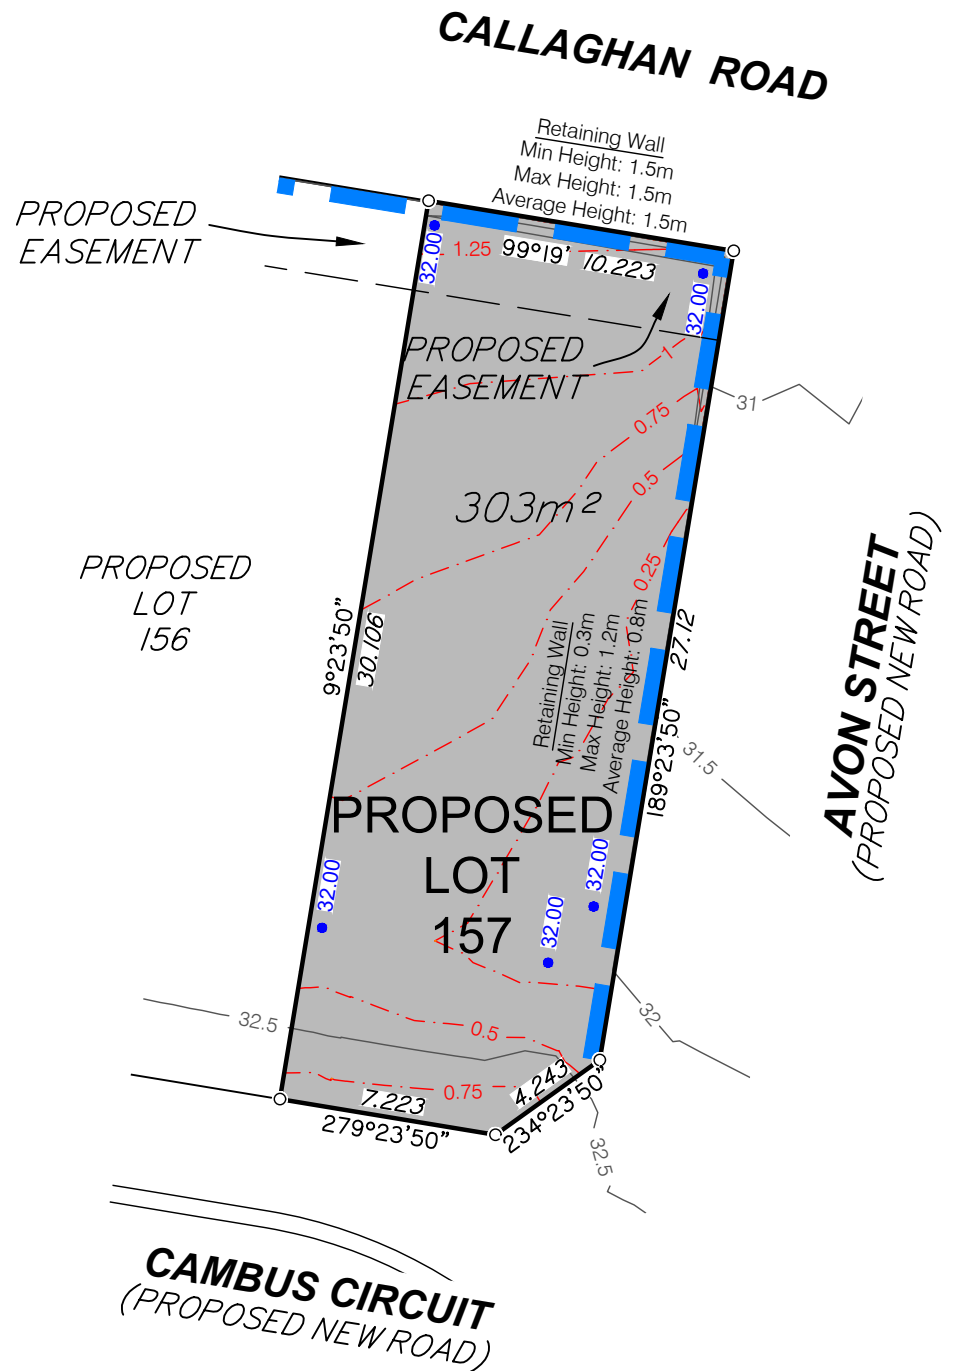 CALLAGHAN ROAD
Retaining Wall
Min Height: 1.5m
Max Height: 1.5m
Average Height: 1.5m
PROPOSED
EASEMENT
32.00
1.25
99°19'
10.223
32.00
PROPOSED
EASEMENT
1
31
0.75
0.5
303m²
0.25
PROPOSED
LOT
156
9°23'50"
30.106
Retaining Wall
Min Height: 0.3m
Max Height: 1.2m
Average Height: 0.8m
27.12
189°23'50"
31.5
AVON STREET
(PROPOSED NEW ROAD)
PROPOSED
LOT
157
32.00
32.00
32.00
32.5
0.5
32
0.75
7.223
279°23'50"
4.243
234°23'50"
32.5
CAMBUS CIRCUIT
(PROPOSED NEW ROAD)